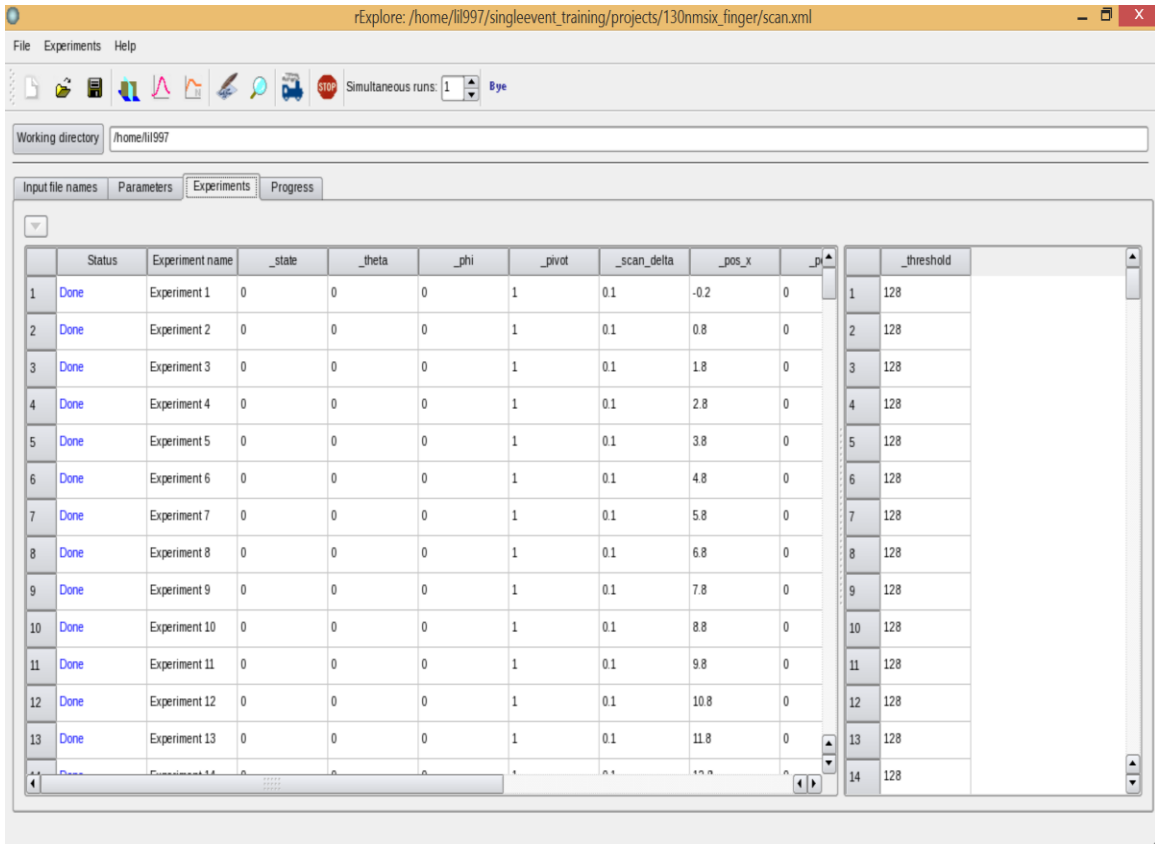 rExplore: /home/lil997/singleevent_training/projects/130nmsix_finger/scan.xml
File Experiments Help
STOP Simultaneous runs: 1 Bye
Working directory /home/lil997
Input file names Parameters Experiments Progress
Status Experiment name _state _theta _phi _pivot _scan_delta _pos_x _threshold
1 Done Experiment 1 0 0 0 1 0.1 -0.2 0 1 128
2 Done Experiment 2 0 0 0 1 0.1 0.8 0 2 128
3 Done Experiment 3 0 0 0 1 0.1 1.8 0 3 128
4 Done Experiment 4 0 0 0 1 0.1 2.8 0 4 128
5 Done Experiment 5 0 0 0 1 0.1 3.8 0 5 128
6 Done Experiment 6 0 0 0 1 0.1 4.8 0 6 128
7 Done Experiment 7 0 0 0 1 0.1 5.8 0 7 128
8 Done Experiment 8 0 0 0 1 0.1 6.8 0 8 128
9 Done Experiment 9 0 0 0 1 0.1 7.8 0 9 128
10 Done Experiment 10 0 0 0 1 0.1 8.8 0 10 128
11 Done Experiment 11 0 0 0 1 0.1 9.8 0 11 128
12 Done Experiment 12 0 0 0 1 0.1 10.8 0 12 128
13 Done Experiment 13 0 0 0 1 0.1 11.8 0 13 128
14 128